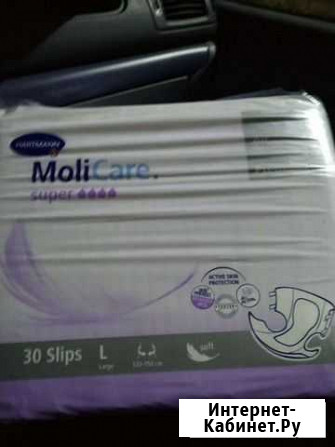 HARTMANN
MoliCare.
super
ACTIVE SKIN
PROTECTION
30 Slips L soft
Large
Интернет-
Кабинет.Ру